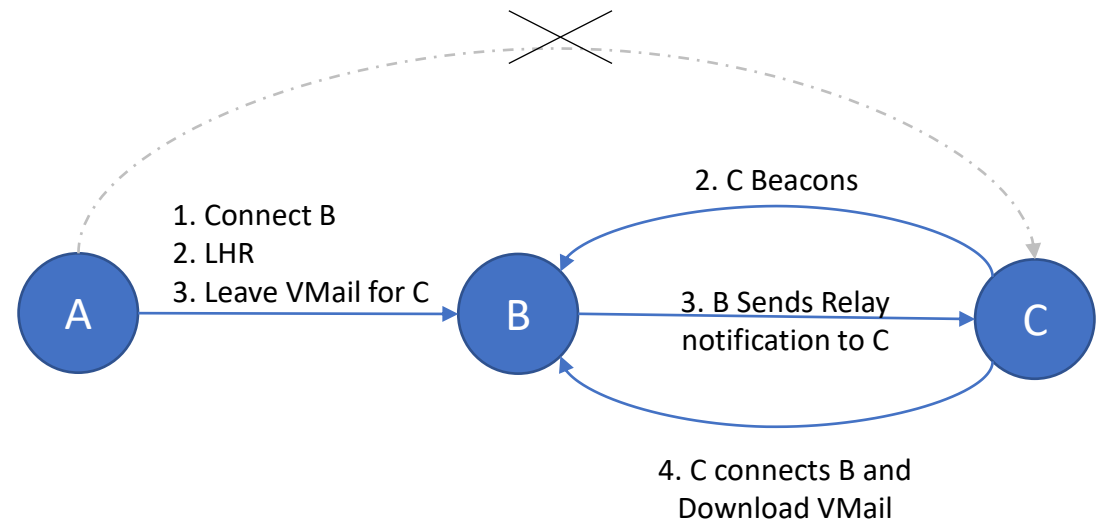 2. C Beacons
1. Connect B
2. LHR
3. Leave VMail for C
A
B
3. B Sends Relay
notification to C
C
4. C connects B and
Download VMail